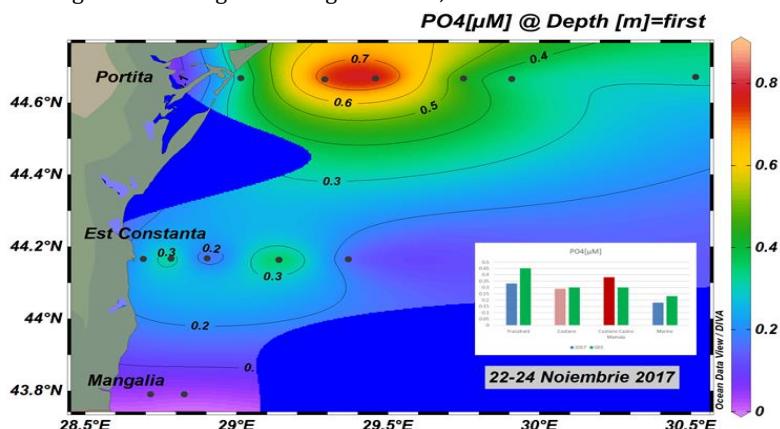 PO4[µM] @ Depth [m]=first
0.7
0.4
Portita
0.8
44.6°N
0.6
0.5
44.4°N
0.3
0.6
Est Constanta
44.2°N
0.3
0.2
0.3
0.4
PO4[µM]
44°N
0.2
0.2
Mangalia
0.
22-24 Noiembrie 2017
43.8°N
Ocean Data View / DIVA
0
28.5°E
29°E
29.5°E
30°E
30.5°E